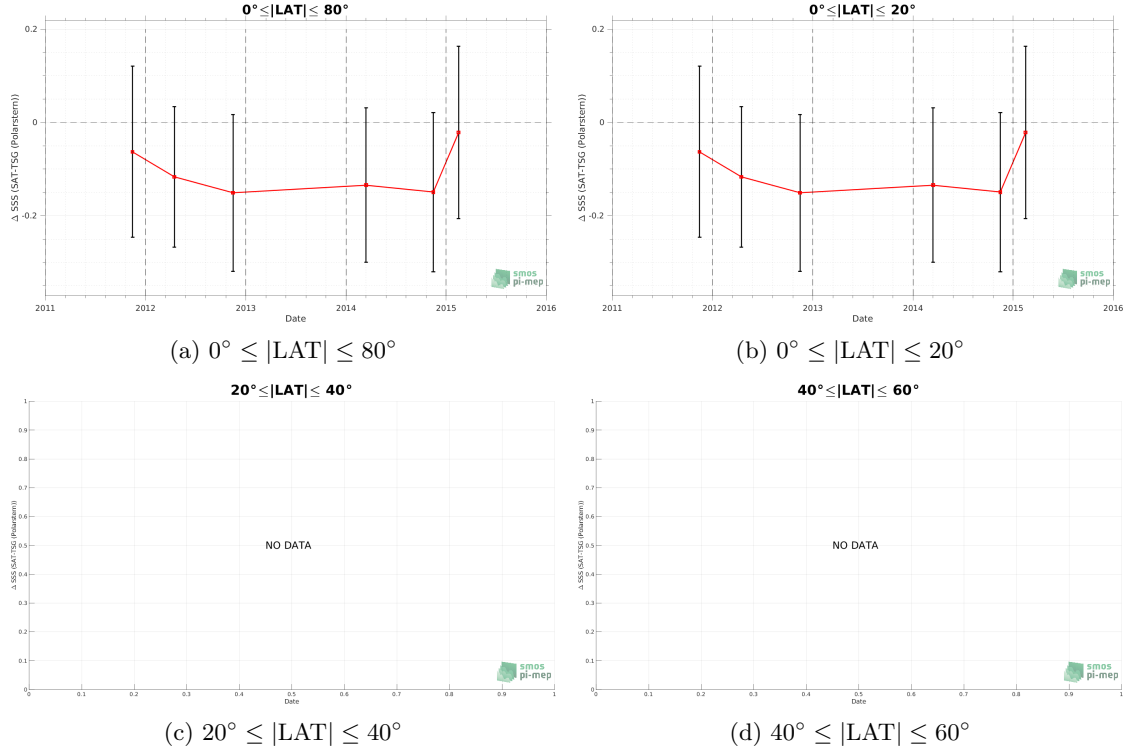 0°≤|LAT|≤ 80°
0.2
0
-0.2
Δ SSS (SAT-TSG (Polarstern))
2011 2012 2013 2014 2015 2016
Date
smos
pi-mep
(a) 0° ≤ |LAT| ≤ 80°
0°≤|LAT|≤ 20°
0.2
0
-0.2
Δ SSS (SAT-TSG (Polarstern))
2011 2012 2013 2014 2015 2016
Date
smos
pi-mep
(b) 0° ≤ |LAT| ≤ 20°
20°≤|LAT|≤ 40°
1
0.9
0.8
0.7
0.6
0.5
0.4
0.3
0.2
0.1
0
Δ SSS (SAT-TSG (Polarstern))
NO DATA
0 0.1 0.2 0.3 0.4 0.5 0.6 0.7 0.8 0.9 1
Date
smos
pi-mep
(c) 20° ≤ |LAT| ≤ 40°
40°≤|LAT|≤ 60°
1
0.9
0.8
0.7
0.6
0.5
0.4
0.3
0.2
0.1
0
Δ SSS (SAT-TSG (Polarstern))
NO DATA
0 0.1 0.2 0.3 0.4 0.5 0.6 0.7 0.8 0.9 1
Date
smos
pi-mep
(d) 40° ≤ |LAT| ≤ 60°